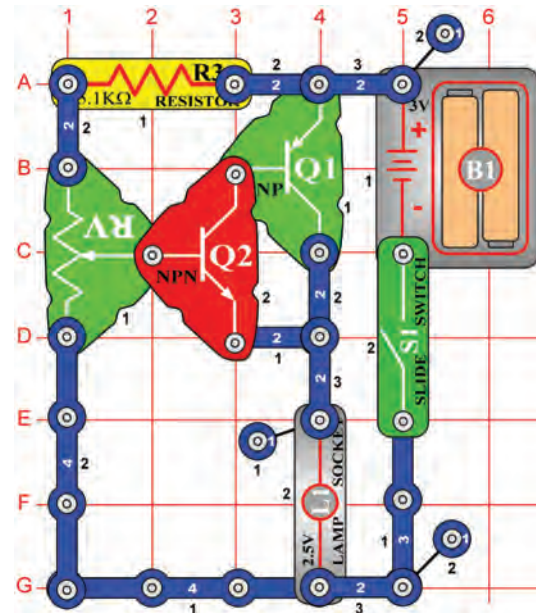 1 2 3 4 5 6
2 1
A R3 2 3
2 2 3V
5.1KΩ RESISTOR
1
2 2
+
B Q1 B1
NP 1 1
RV -
C Q2
NPN 2 2
1 2 S1 SLIDE SWITCH
D 2
1 2
2 3
E
1
1
4 2 2
F L1 LAMP SOCKET
2.5V 1 3 1
2
G 4 2
1 3